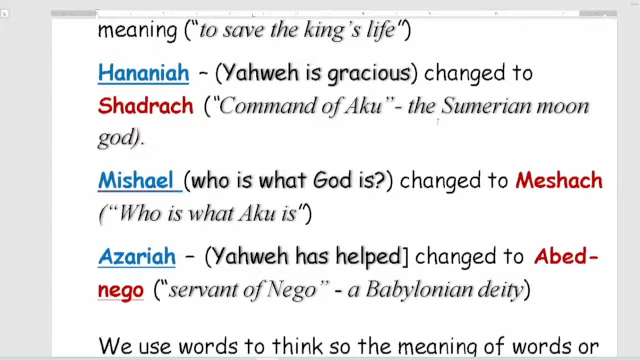 meaning (“to save the king’s life”)
Hananiah ~ (Yahweh is gracious) changed to
Shadrach (“Command of Aku”- the Sumerian moon
god).
Mishael (who is what God is?) changed to Meshach
(“Who is what Aku is”)
Azariah – (Yahweh has helped] changed to Abed-
nego (“servant of Nego” - a Babylonian deity)
We use words to think so the meaning of words or